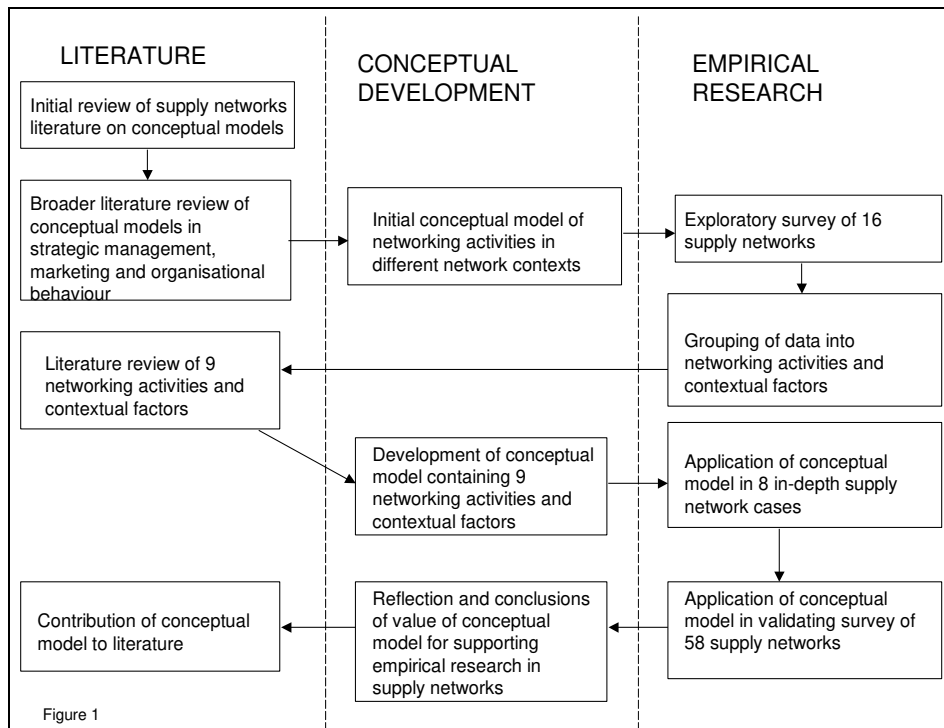 LITERATURE
CONCEPTUAL
DEVELOPMENT
EMPIRICAL
RESEARCH
Initial review of supply networks
literature on conceptual models
Broader literature review of
conceptual models in
strategic management,
marketing and organisational
behaviour
Initial conceptual model of
networking activities in
different network contexts
Exploratory survey of 16
supply networks
Grouping of data into
networking activities and
contextual factors
Literature review of 9
networking activities and
contextual factors
Development of conceptual
model containing 9
networking activities and
contextual factors
Application of conceptual
model in 8 in-depth supply
network cases
Application of conceptual
model in validating survey of
58 supply networks
Reflection and conclusions
of value of conceptual
model for supporting
empirical research in
supply networks
Contribution of conceptual
model to literature
Figure 1